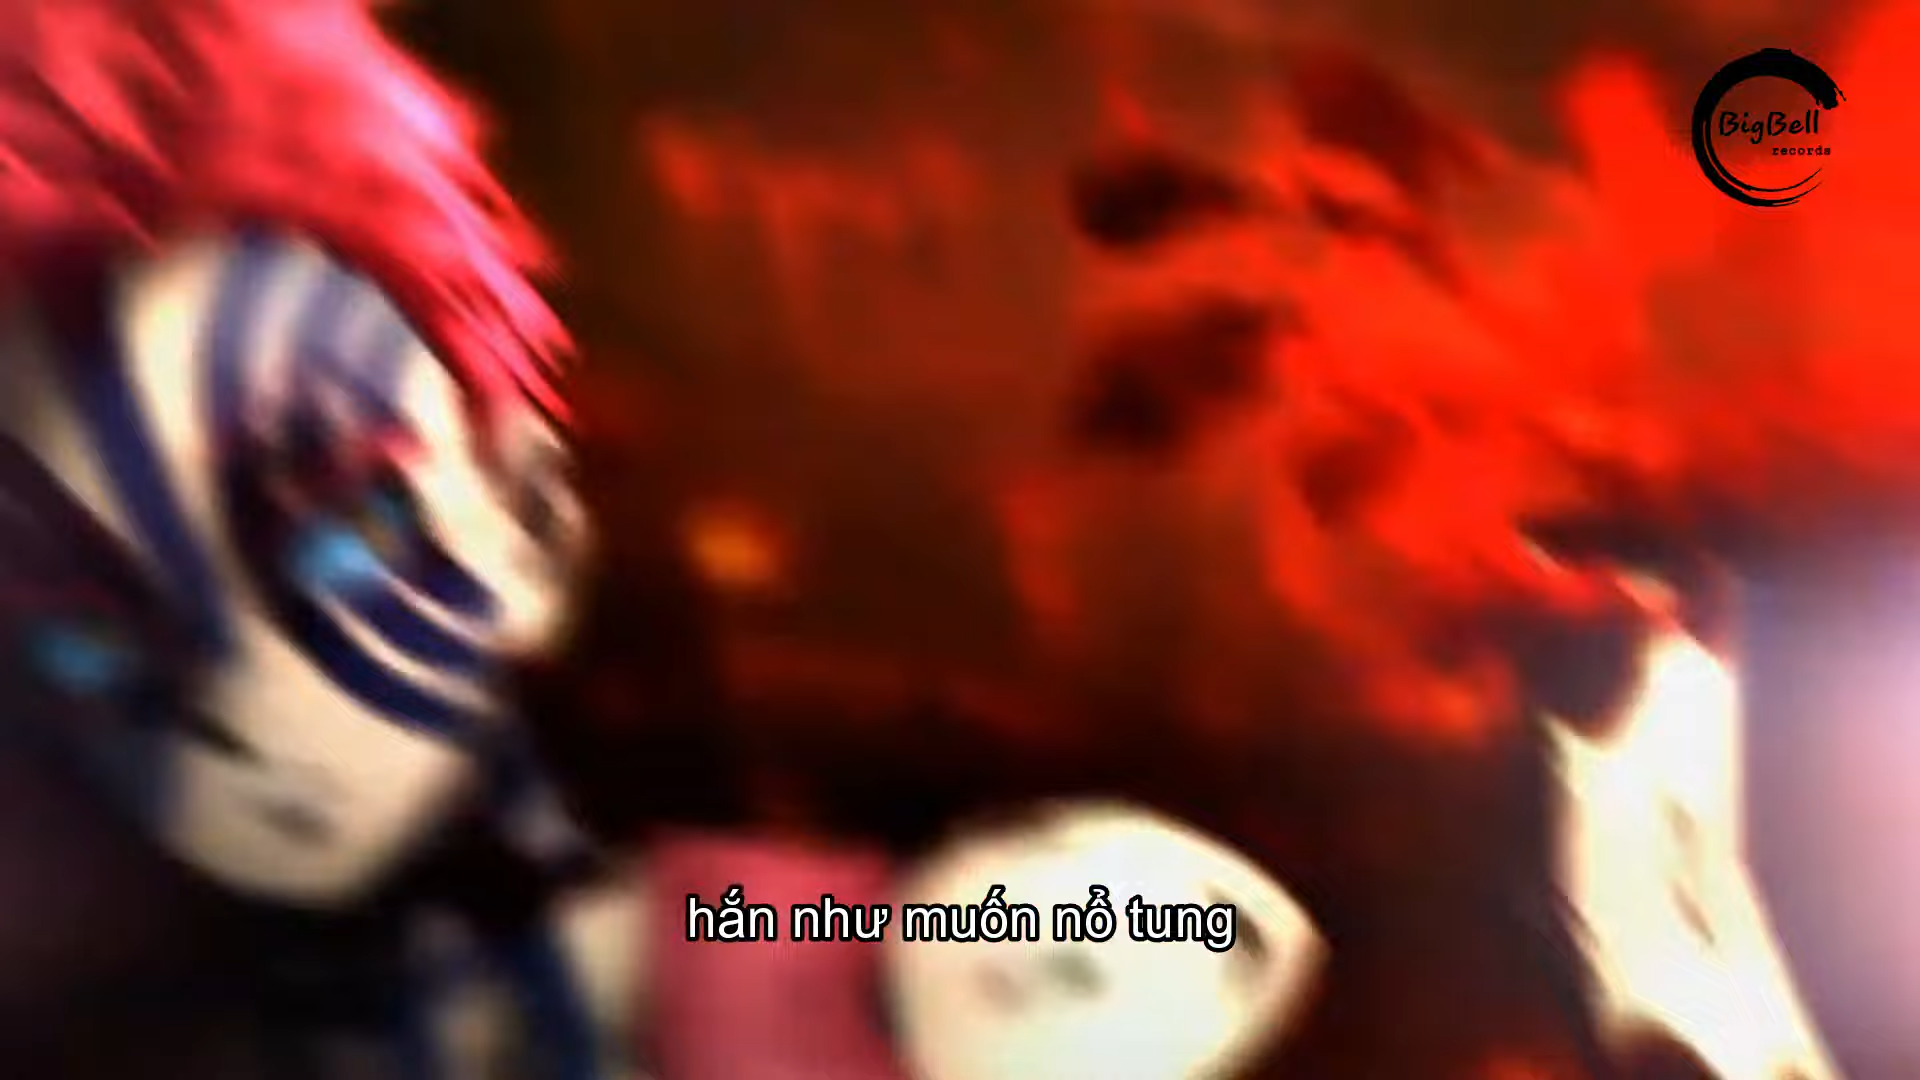 BigBell
records
hắn như muốn nổ tung